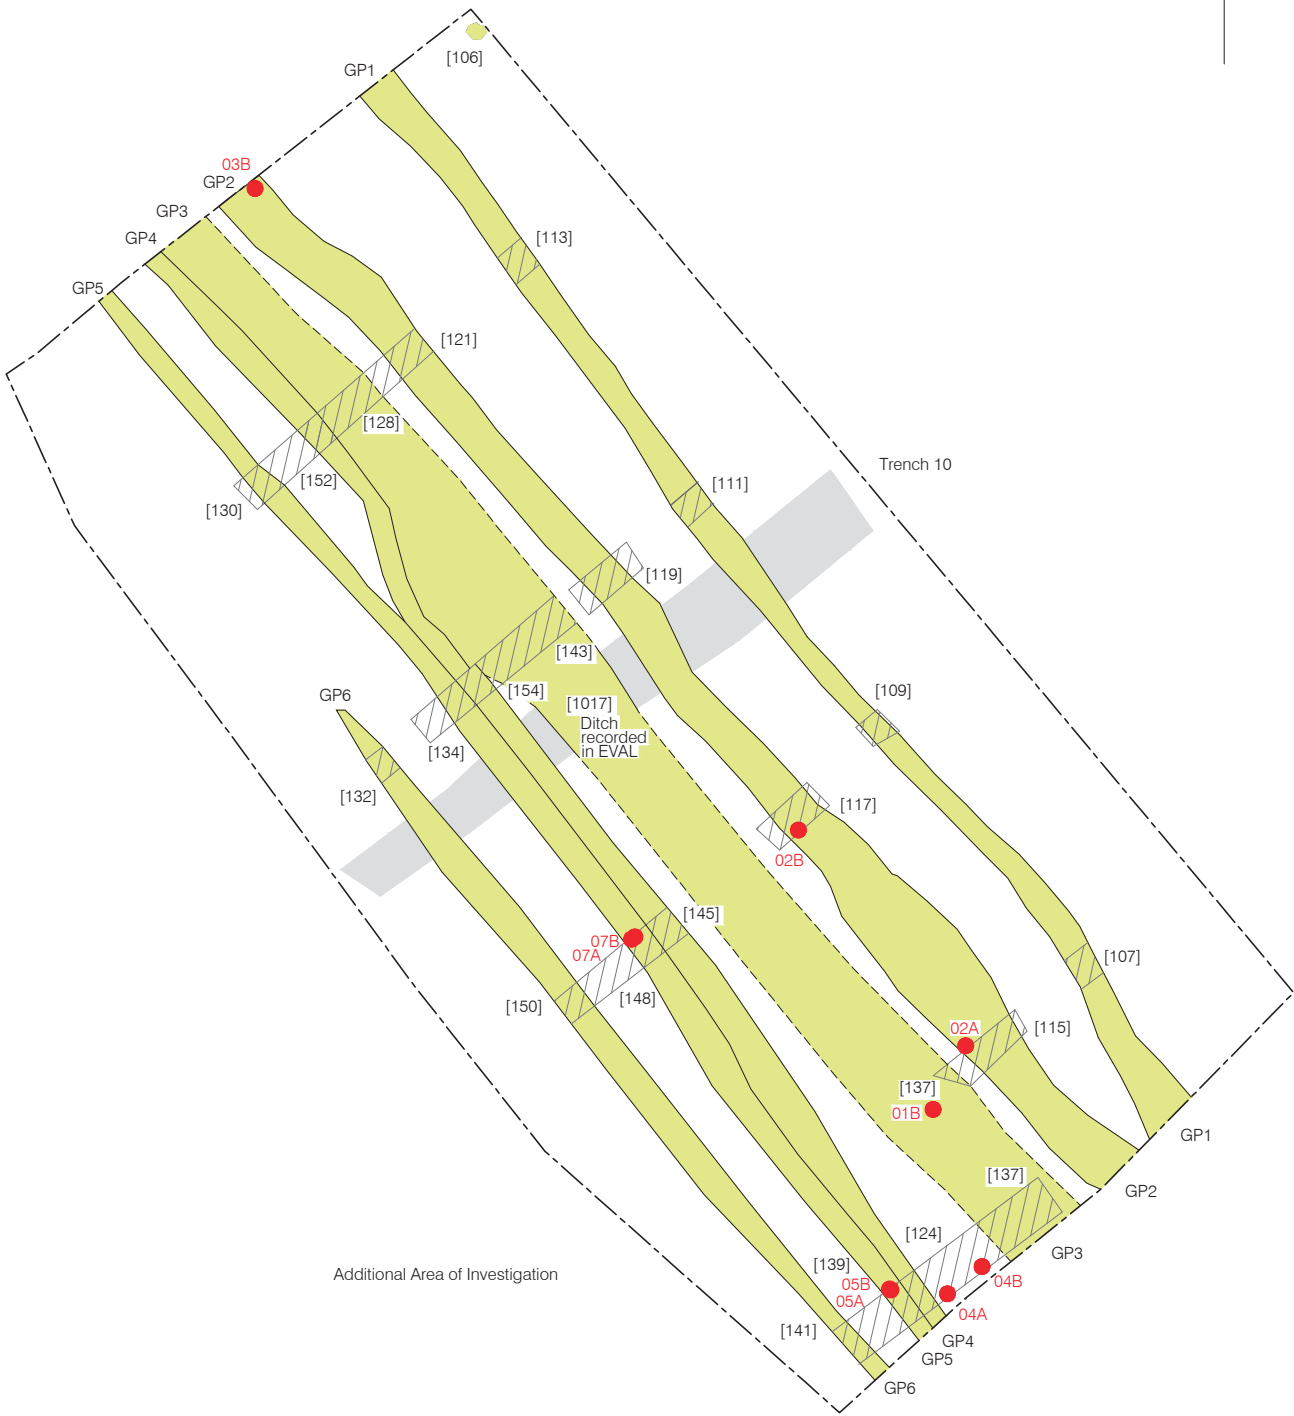 [106]
GP1
03B
GP2
GP3
GP4
GP5
[113]
[121]
[128]
[152]
[130]
Trench 10
[111]
[119]
[143]
[154]
[1017]
Ditch
recorded
in EVAL
[109]
GP6
[134]
[132]
[117]
02B
[145]
07B
07A
[148]
[150]
[107]
02A
[115]
[137]
01B
GP1
[137]
GP2
[124]
GP3
[139]
05B
05A
04B
04A
[141]
GP4
GP5
GP6
Additional Area of Investigation